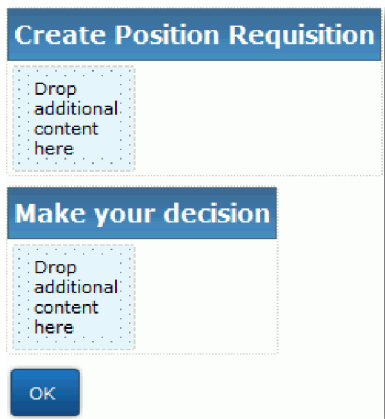 Create Position Requisition
Drop
additional
content
here
Make your decision
Drop
additional
content
here
OK